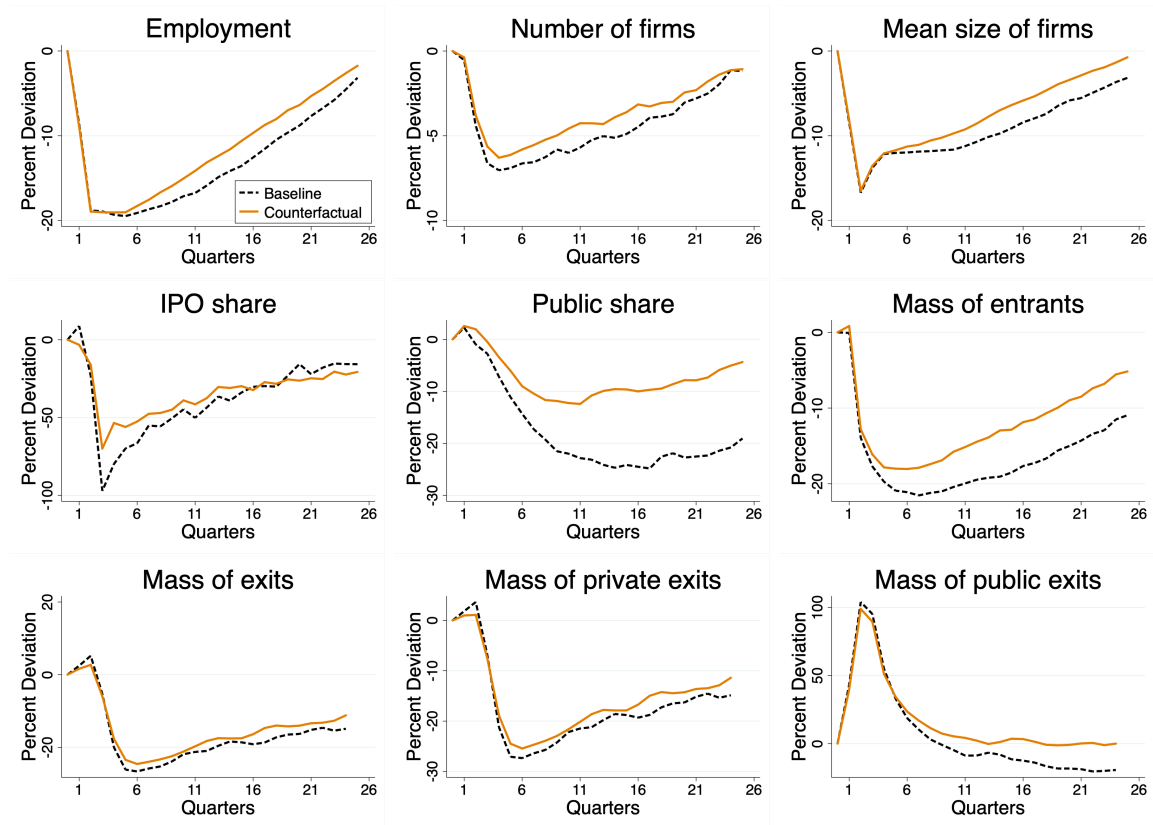 Employment
Number of firms
Mean size of firms
Percent Deviation
0
-10
-20
Baseline
Counterfactual
1 6 11 16 21 26
Quarters
Percent Deviation
0
-5
-10
1 6 11 16 21 26
Quarters
Percent Deviation
0
-10
-20
1 6 11 16 21 26
Quarters
IPO share
Public share
Mass of entrants
Percent Deviation
0
-50
-100
1 6 11 16 21 26
Quarters
Percent Deviation
0
-10
-20
-30
1 6 11 16 21 26
Quarters
Percent Deviation
0
-10
-20
1 6 11 16 21 26
Quarters
Mass of exits
Mass of private exits
Mass of public exits
Percent Deviation
20
0
-20
1 6 11 16 21 26
Quarters
Percent Deviation
0
-10
-20
-30
1 6 11 16 21 26
Quarters
Percent Deviation
100
50
0
1 6 11 16 21 26
Quarters